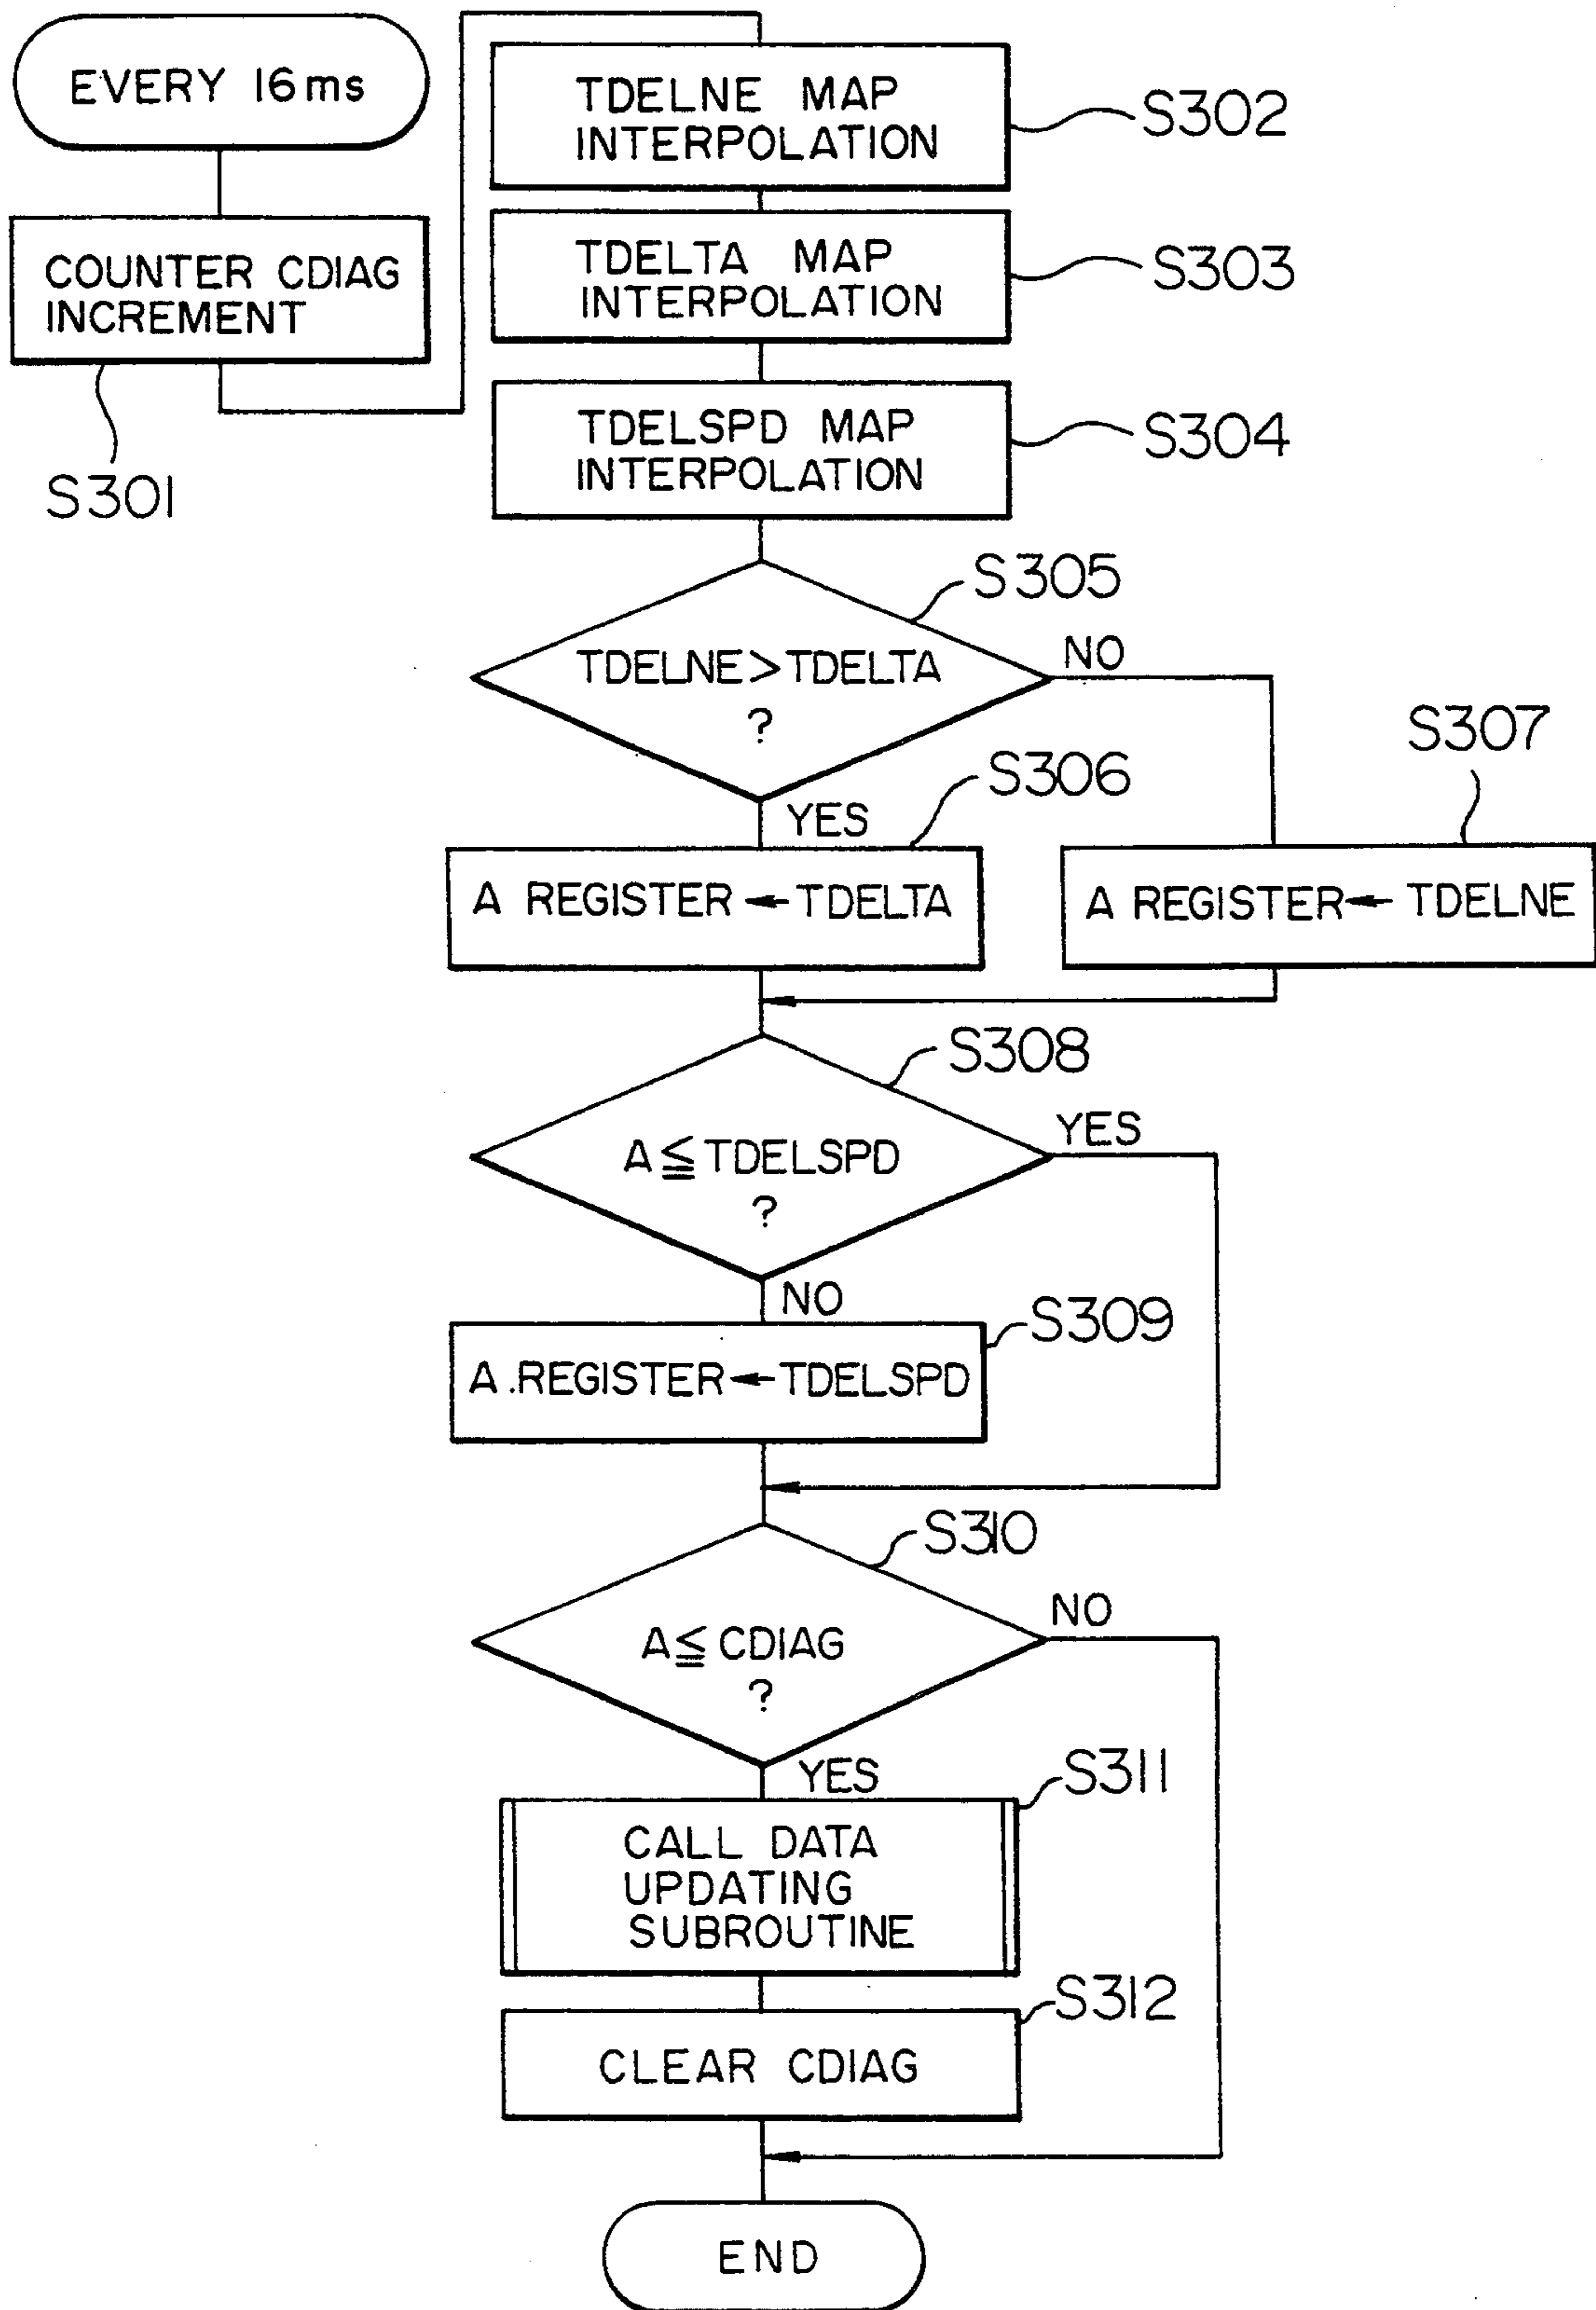 EVERY 16ms
COUNTER CDIAG
INCREMENT
S301
TDELNE MAP
INTERPOLATION
S302
TDELTA MAP
INTERPOLATION
S303
TDELSPD MAP
INTERPOLATION
S304
S305
TDELNE>TDELTA
?
NO
YES
S306
S307
A REGISTER ← TDELTA
A REGISTER ← TDELNE
S308
A ≦ TDELSPD
?
YES
NO
S309
A .REGISTER ← TDELSPD
S310
A ≦ CDIAG
?
NO
YES
S311
CALL DATA
UPDATING
SUBROUTINE
S312
CLEAR CDIAG
END